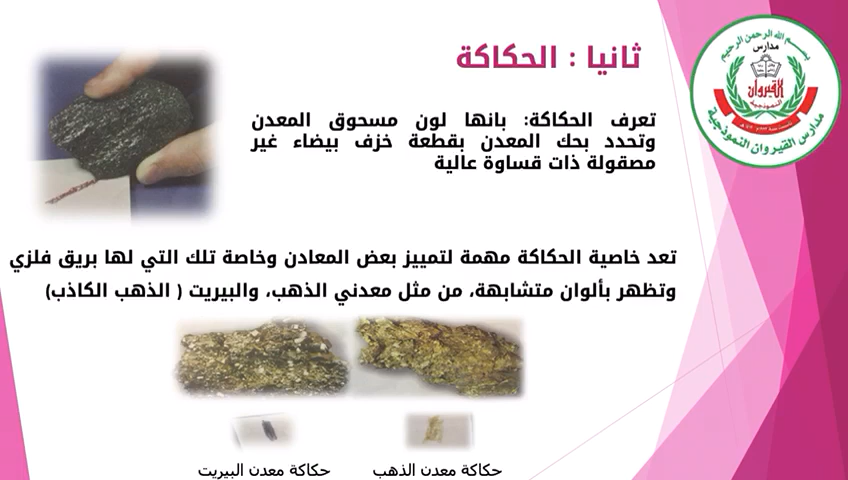 ثانيا : الحكاكة
بسم الله الرحمن الرحيم
مدارس
القيروان
النموذجية
مدارس القيروان النموذجية
تعرف الحكاكة: بانها لون مسحوق المعدن
وتحدد بحك المعدن بقطعة خزف بيضاء غير
مصقولة ذات قساوة عالية
تعد خاصية الحكاكة مهمة لتمييز بعض المعادن وخاصة تلك التي لها بريق فلزي
وتظهر بألوان متشابهة، من مثل معدني الذهب، والبيريت ( الذهب الكاذب)
حكاكة معدن الذهب
حكاكة معدن البيريت